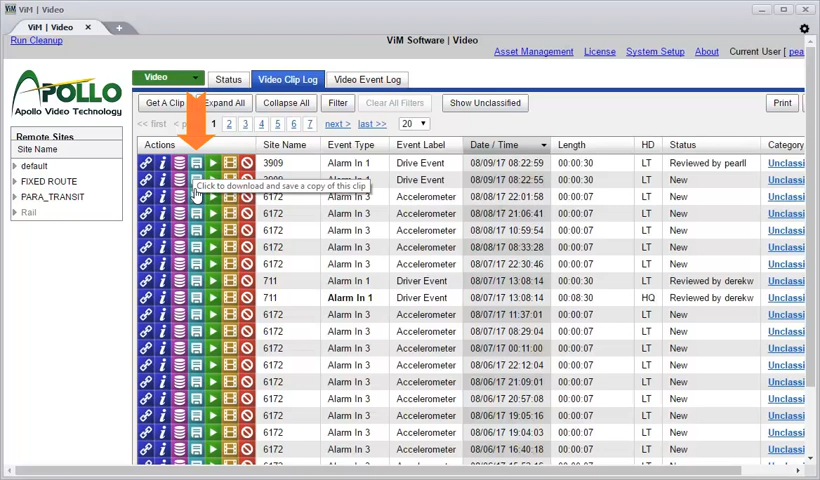 ViM | Video
ViM | Video
Run Cleanup
ViM Software | Video
Asset Management License System Setup About Current User [ pea
APOLLO
Apollo Video Technology
Video Status Video Clip Log Video Event Log
Get A Clip Expand All Collapse All Filter Clear All Filters Show Unclassified Print
<< first < p 1 2 3 4 5 6 7 next > last >> 20
Remote Sites
Site Name
default
FIXED ROUTE
PARA_TRANSIT
Rail
Actions Site Name Event Type Event Label Date / Time Length HD Status Category
3909 Alarm In 1 Drive Event 08/09/17 08:22:59 00:00:30 LT Reviewed by pearll Unclassi
3909 Alarm In 1 Drive Event 08/09/17 08:22:55 00:00:30 LT New Unclassi
Click to download and save a copy of this clip
6172 Alarm In 3 Accelerometer 08/08/17 22:01:58 00:00:07 LT New Unclassi
6172 Alarm In 3 Accelerometer 08/08/17 21:06:41 00:00:07 LT New Unclassi
6172 Alarm In 3 Accelerometer 08/08/17 10:59:54 00:00:07 LT New Unclassi
6172 Alarm In 3 Accelerometer 08/08/17 08:33:28 00:00:07 LT New Unclassi
6172 Alarm In 3 Accelerometer 08/07/17 22:30:46 00:00:07 LT New Unclassi
711 Alarm In 1 Driver Event 08/07/17 13:08:14 00:00:30 LT Reviewed by derekw Unclassi
711 Alarm In 1 Driver Event 08/07/17 13:08:14 00:08:30 HQ Reviewed by derekw Unclassi
6172 Alarm In 3 Accelerometer 08/07/17 11:37:01 00:00:07 LT New Unclassi
6172 Alarm In 3 Accelerometer 08/07/17 08:29:04 00:00:07 LT New Unclassi
6172 Alarm In 3 Accelerometer 08/07/17 00:11:00 00:00:07 LT New Unclassi
6172 Alarm In 3 Accelerometer 08/06/17 22:12:04 00:00:07 LT New Unclassi
6172 Alarm In 3 Accelerometer 08/06/17 21:09:01 00:00:07 LT New Unclassi
6172 Alarm In 3 Accelerometer 08/06/17 20:57:08 00:00:07 LT New Unclassi
6172 Alarm In 3 Accelerometer 08/06/17 19:05:16 00:00:07 LT New Unclassi
6172 Alarm In 3 Accelerometer 08/06/17 19:04:03 00:00:07 LT New Unclassi
6172 Alarm In 3 Accelerometer 08/06/17 16:40:18 00:00:07 LT New Unclassi